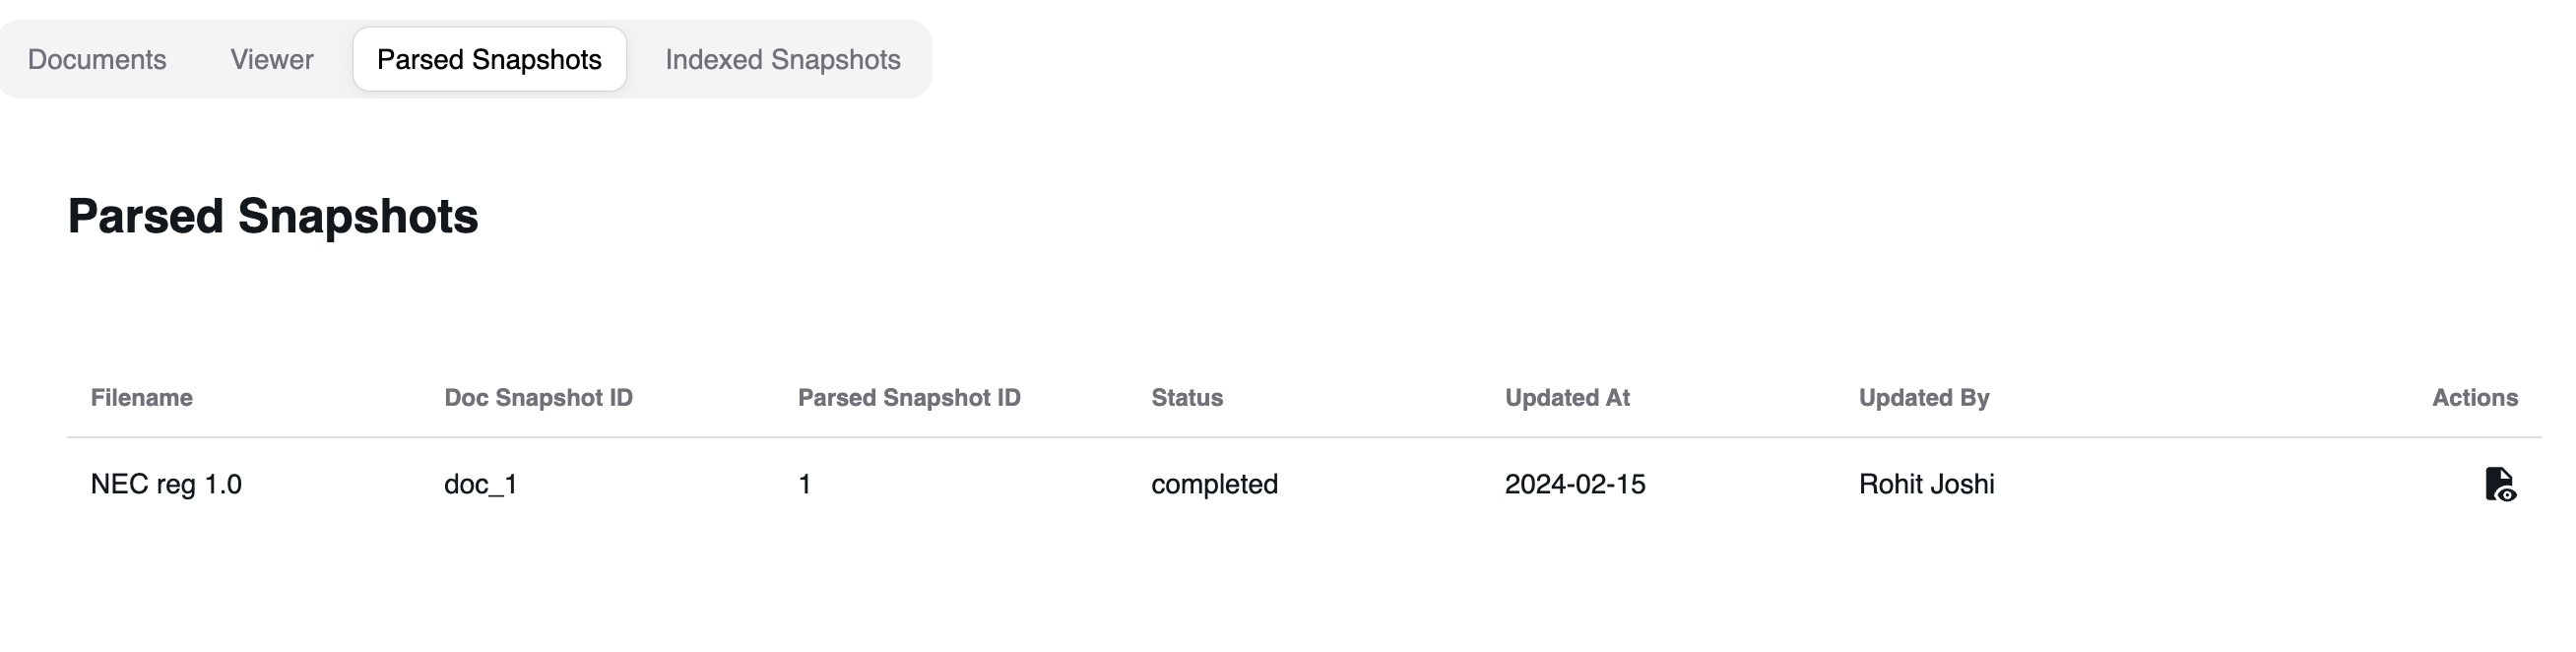 Documents Viewer Parsed Snapshots Indexed Snapshots
Parsed Snapshots
Filename Doc Snapshot ID Parsed Snapshot ID Status Updated At Updated By Actions
NEC reg 1.0 doc_1 1 completed 2024-02-15 Rohit Joshi